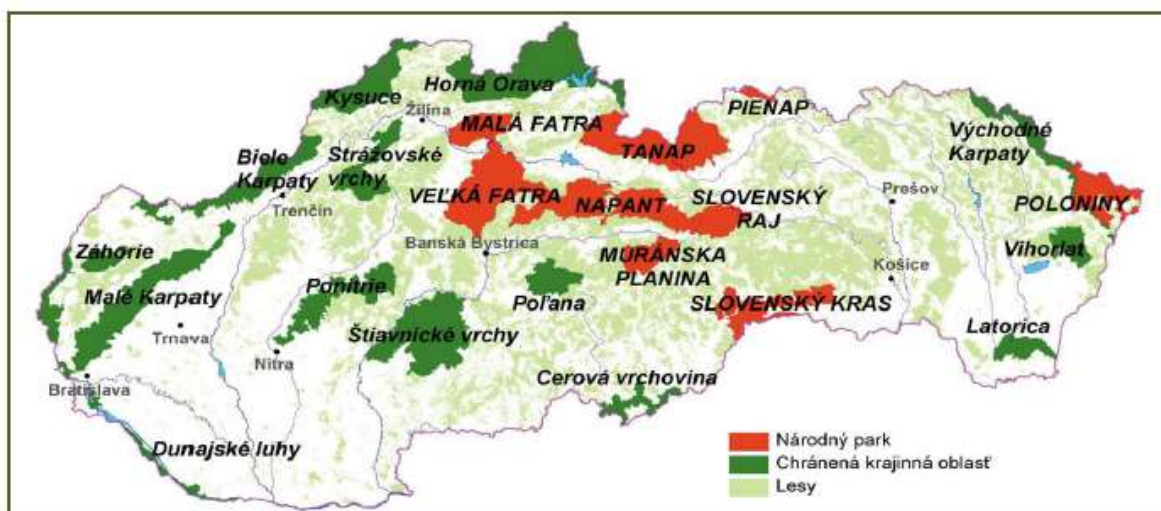 Horná Orava
Kysuce
PIENAP
Žilina
MALÁ FATRA
Východné
Karpaty
Biele
Karpaty
Strážovské
vrchy
TANAP
VEĽKÁ FATRA
NAPANT
SLOVENSKÝ
RAJ
Prešov
POLONINY
Trenčín
Záhorie
Banská Bystrica
MURÁNSKA
PLANINA
Vihorlat
Košice
Malé Karpaty
Ponitrie
Poľana
SLOVENSKÝ KRAS
Trnava
Štiavnické vrchy
Latorica
Nitra
Bratislava
Cerová vrchovina
Dunajské luhy
Národný park
Chránená krajinná oblasť
Lesy